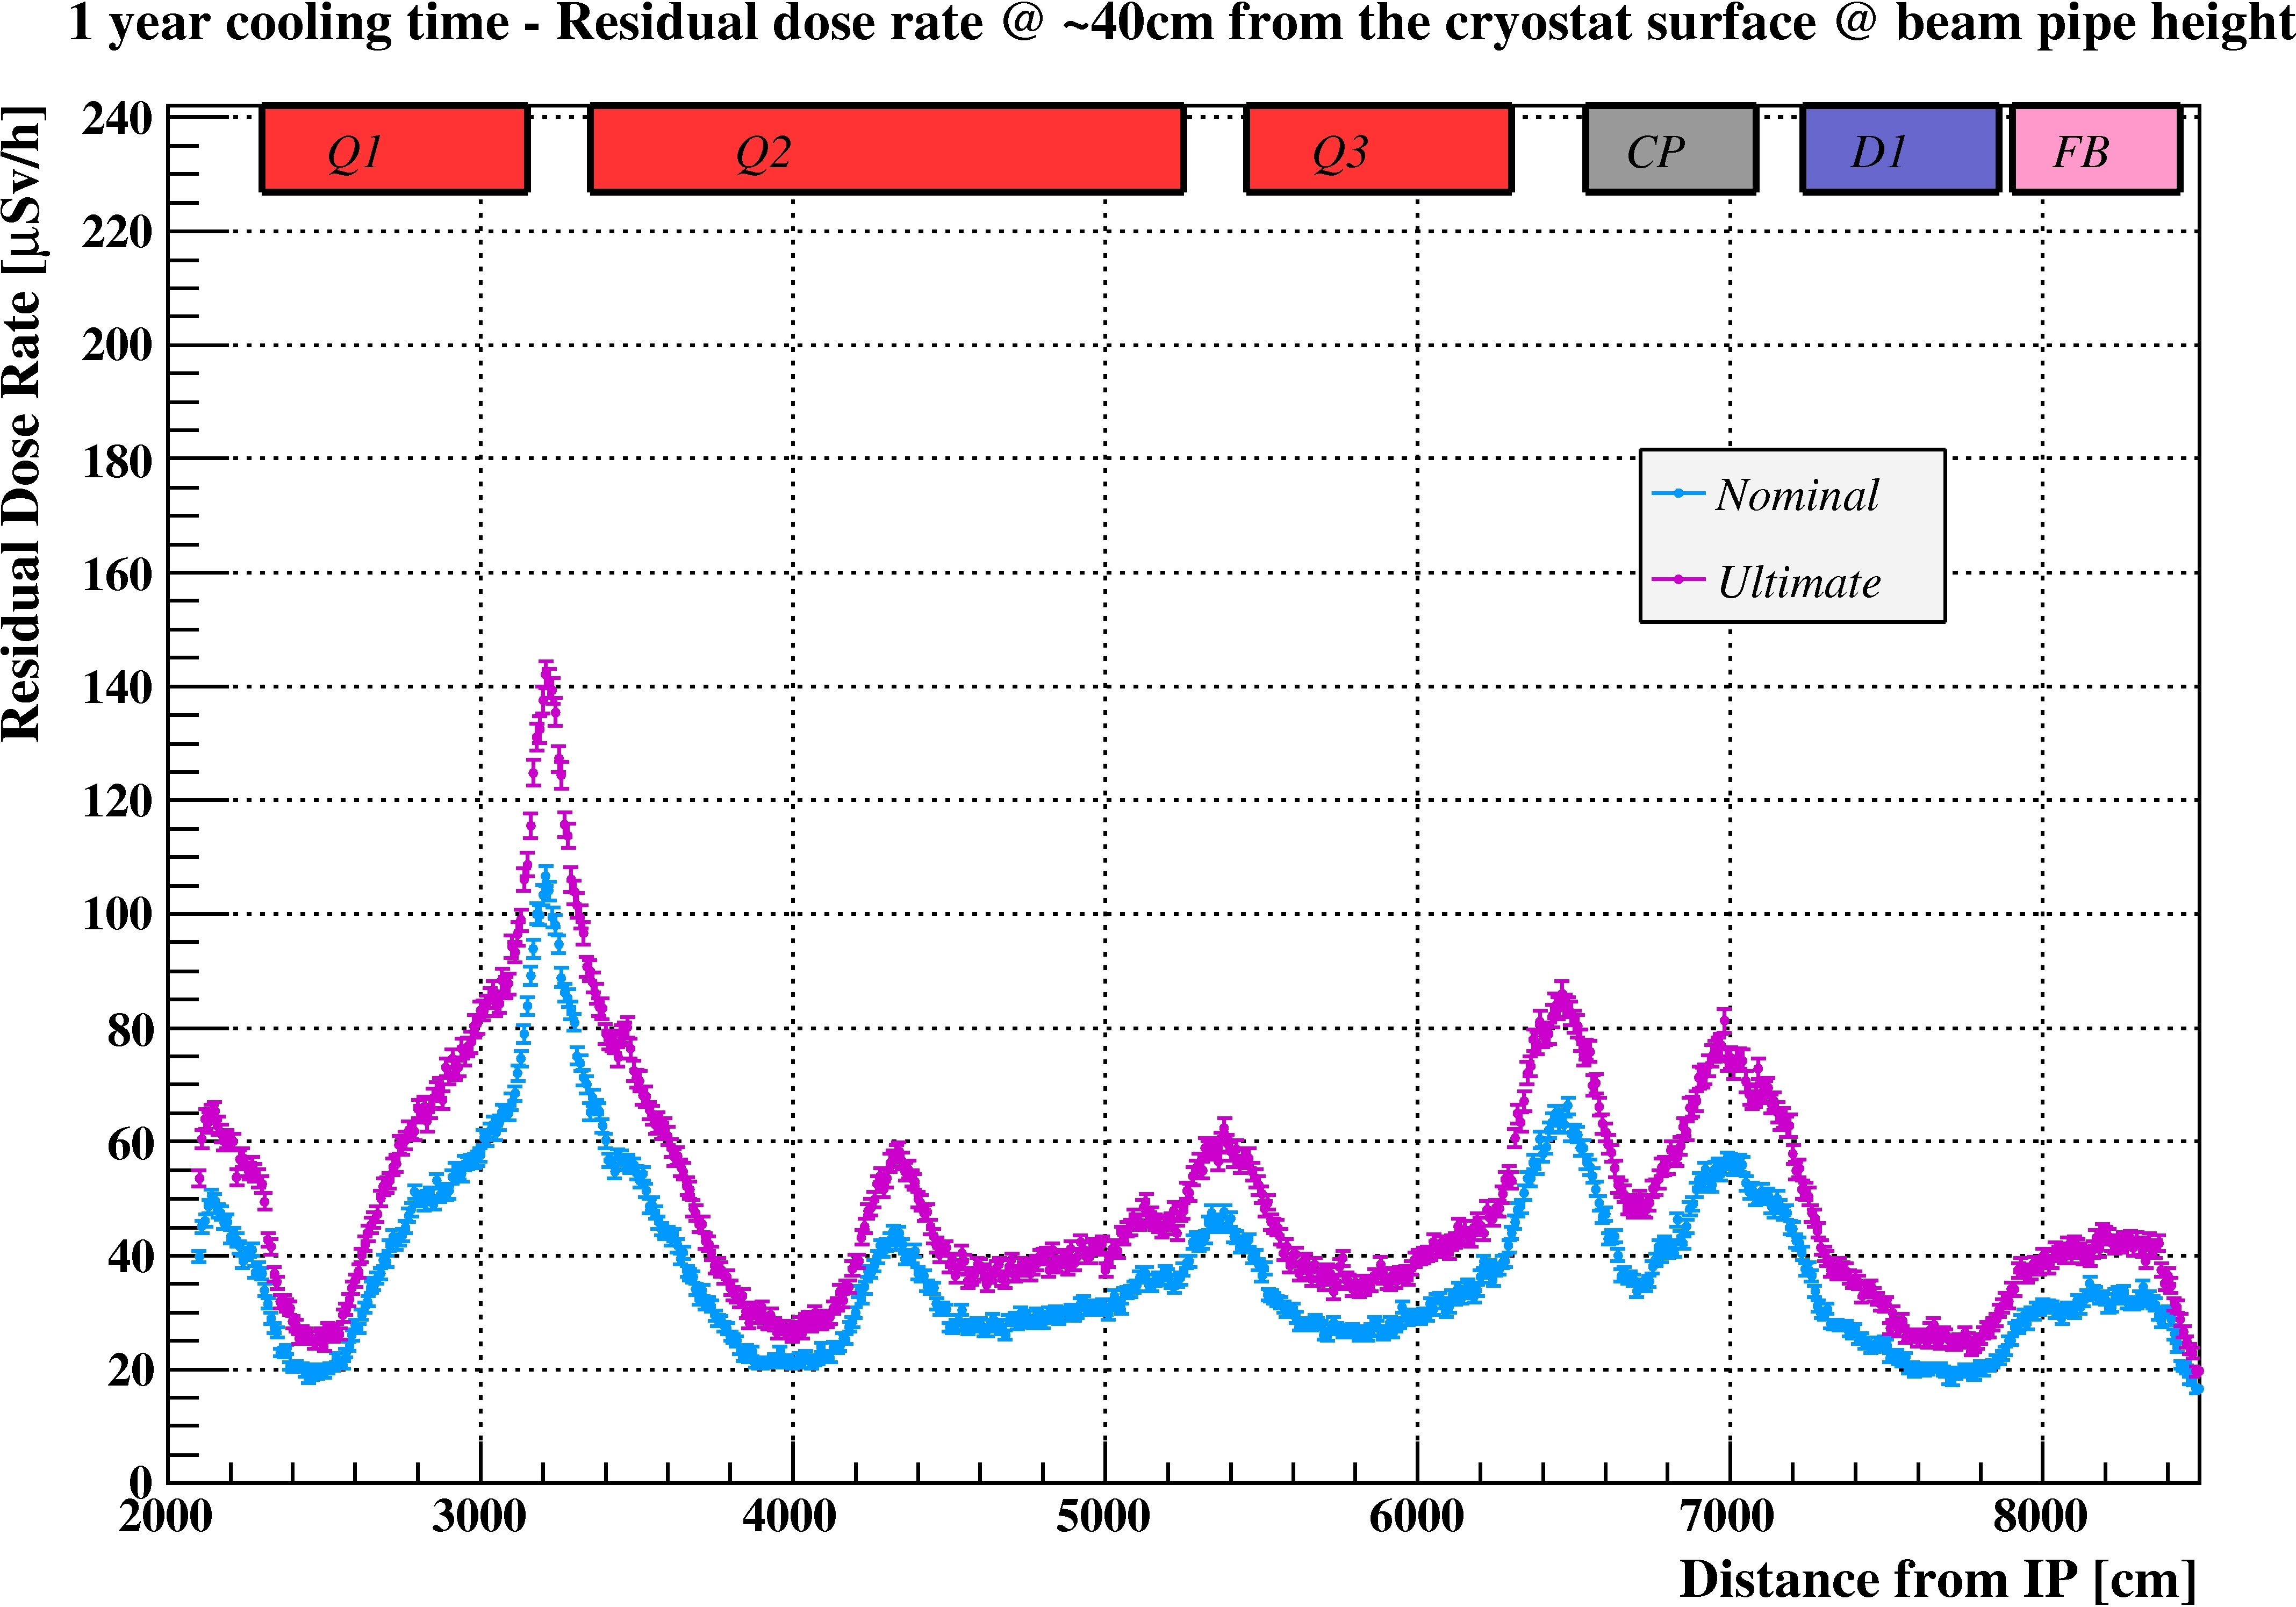 1 year cooling time - Residual dose rate @ ~40cm from the cryostat surface @ beam pipe height
Residual Dose Rate [μSv/h]
240
220
200
180
160
140
120
100
80
60
40
20
0
Q1 Q2 Q3 CP D1 FB
Nominal
Ultimate
2000 3000 4000 5000 6000 7000 8000
Distance from IP [cm]